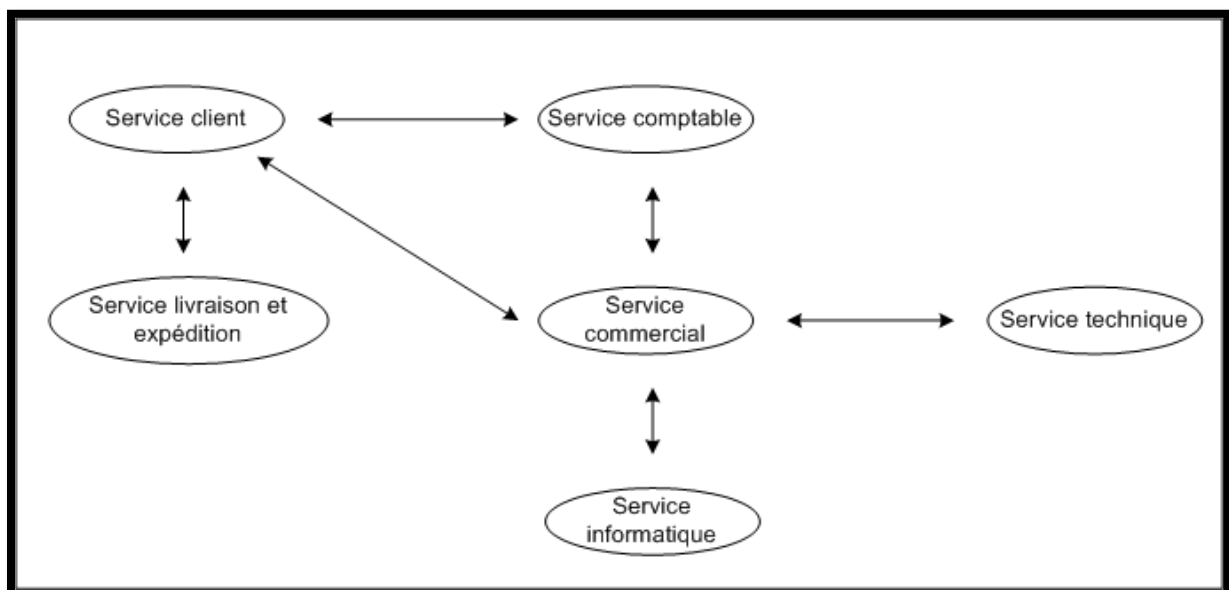 Service client
Service comptable
Service livraison et
expédition
Service
commercial
Service technique
Service
informatique